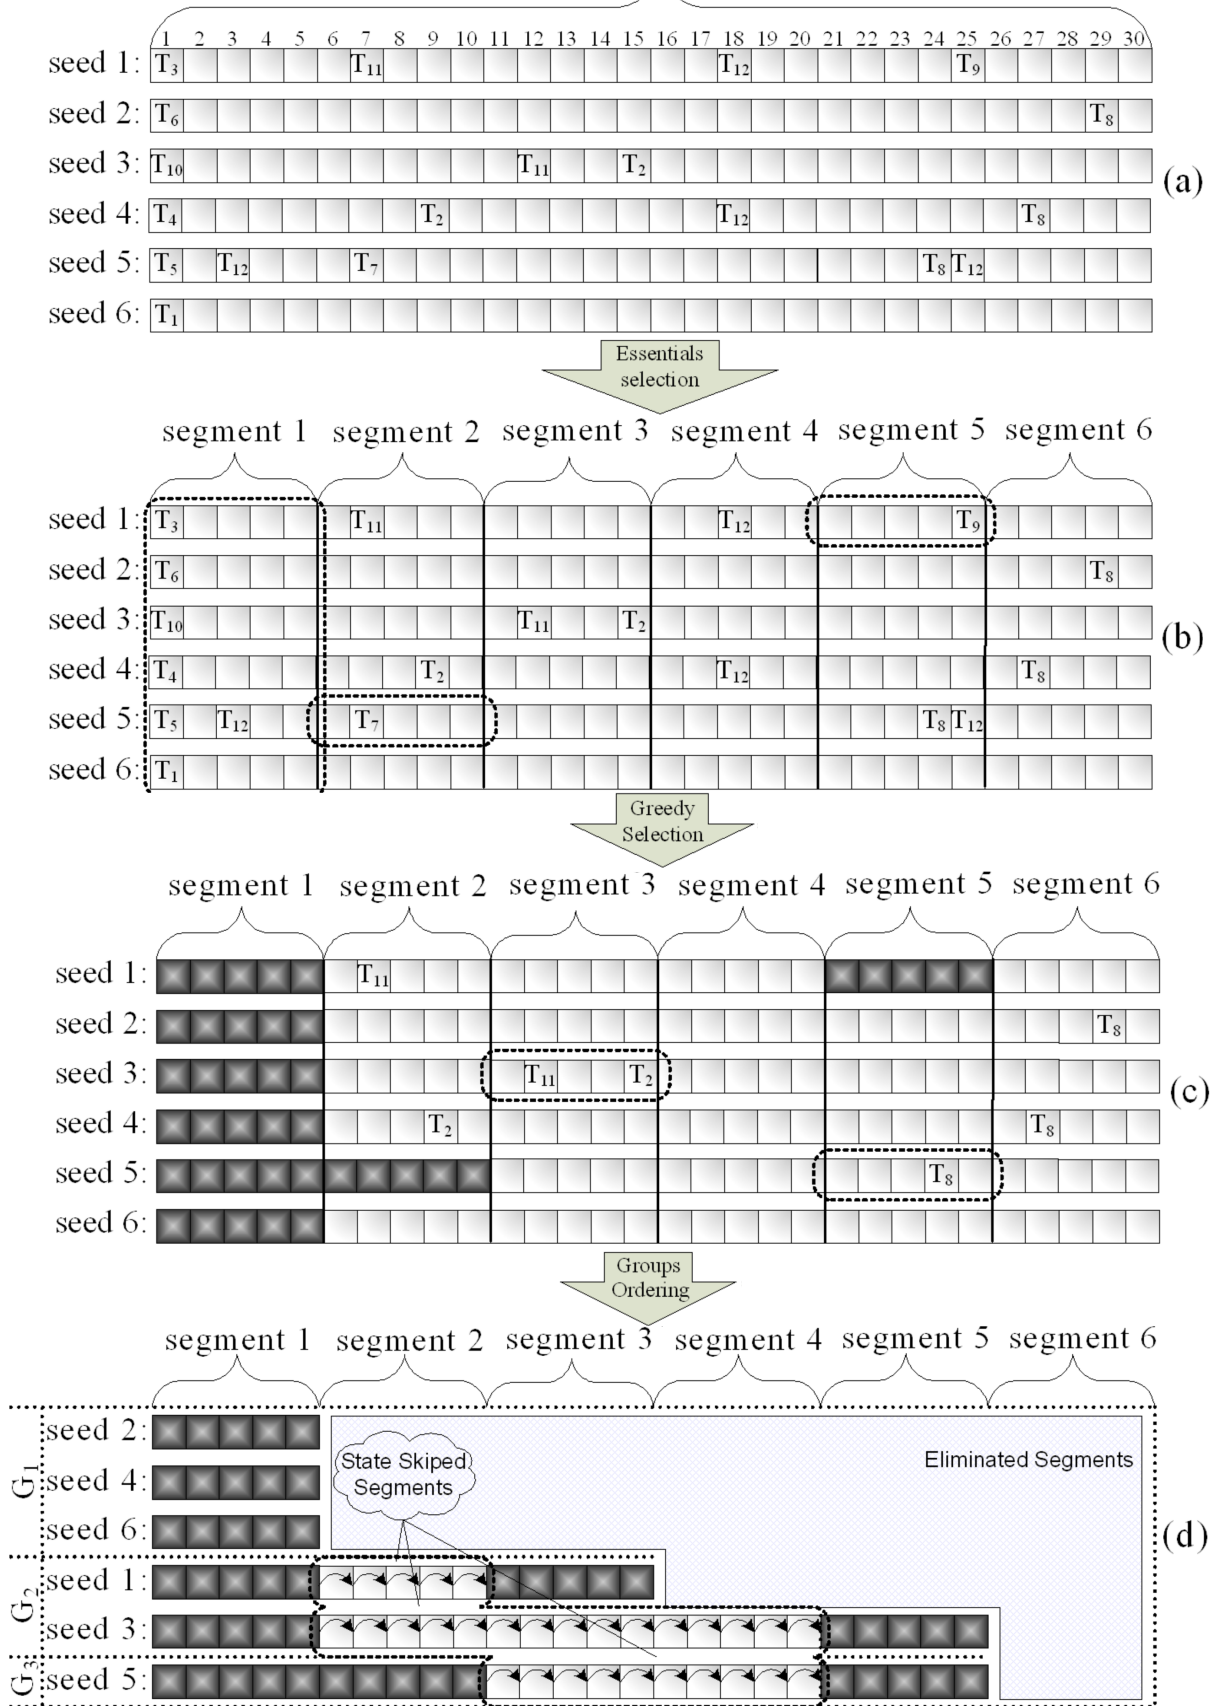 1 2 3 4 5 6 7 8 9 10 11 12 13 14 15 16 17 18 19 20 21 22 23 24 25 26 27 28 29 30
seed 1: T3 T11 T12 T9
seed 2: T6 T8
seed 3: T10 T11 T2
seed 4: T4 T2 T12 T8
seed 5: T5 T12 T7 T8 T12
seed 6: T1
(a)
Essentials
selection
segment 1 segment 2 segment 3 segment 4 segment 5 segment 6
seed 1: T3 T11 T12 T9
seed 2: T6 T8
seed 3: T10 T11 T2
seed 4: T4 T2 T12 T8
seed 5: T5 T12 T7 T8 T12
seed 6: T1
(b)
Greedy
Selection
segment 1 segment 2 segment 3 segment 4 segment 5 segment 6
seed 1: T11
seed 2: T8
seed 3: T11 T2
seed 4: T2 T8
seed 5: T8
seed 6:
(c)
Groups
Ordering
segment 1 segment 2 segment 3 segment 4 segment 5 segment 6
G1
seed 2:
seed 4:
seed 6:
State Skiped
Segments
Eliminated Segments
(d)
G2
seed 1:
seed 3:
G3
seed 5: